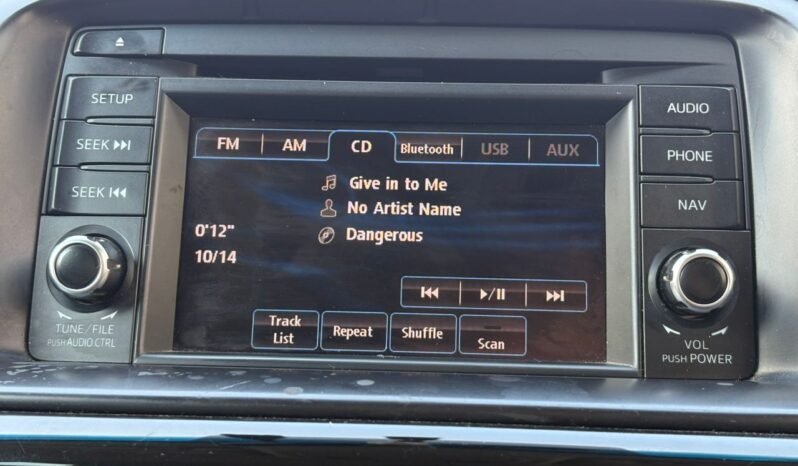 SETUP
SEEK ⏭
SEEK ⏮
TUNE / FILE
PUSH AUDIO CTRL
FM AM CD Bluetooth USB AUX
Give in to Me
No Artist Name
Dangerous
0'12"
10/14
Track
List
Repeat
Shuffle
Scan
AUDIO
PHONE
NAV
VOL
PUSH POWER